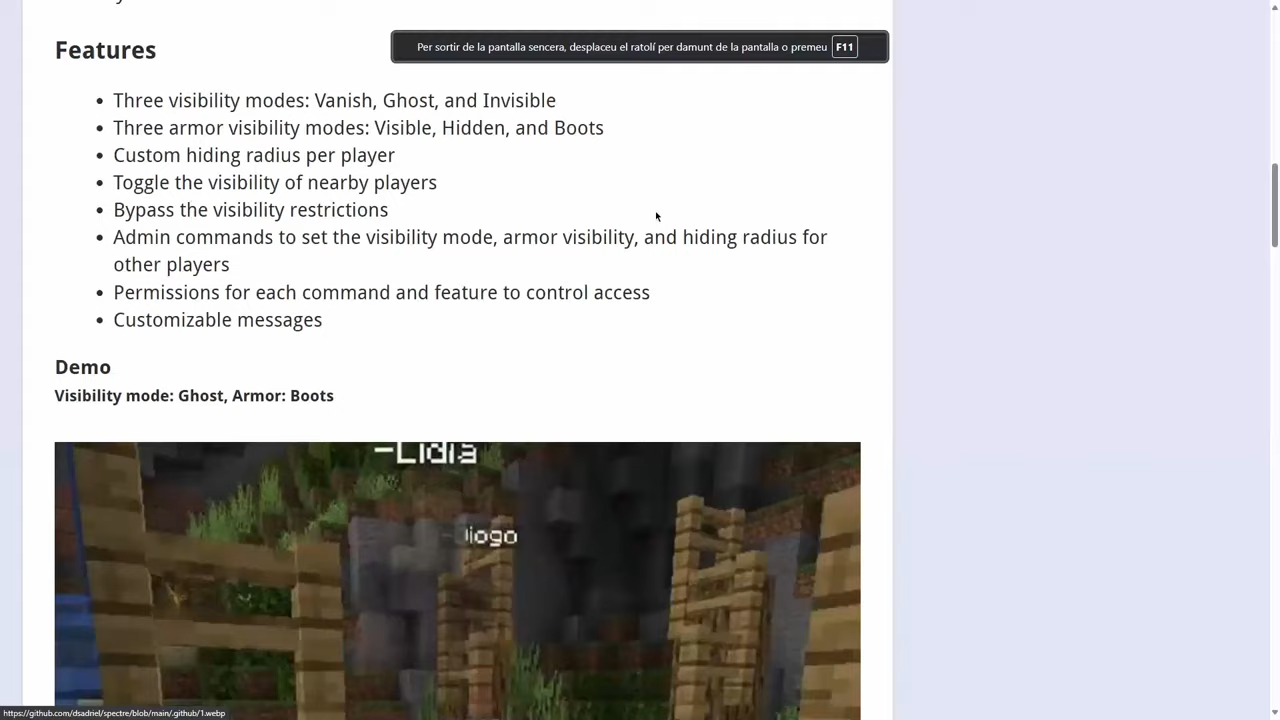 Features
Per sortir de la pantalla sencera, desplaceu el ratolí per damunt de la pantalla o premeu F11
Three visibility modes: Vanish, Ghost, and Invisible
Three armor visibility modes: Visible, Hidden, and Boots
Custom hiding radius per player
Toggle the visibility of nearby players
Bypass the visibility restrictions
Admin commands to set the visibility mode, armor visibility, and hiding radius for
other players
Permissions for each command and feature to control access
Customizable messages
Demo
Visibility mode: Ghost, Armor: Boots
-Lidia
https://github.com/dsadriel/spectre/blob/main/.github/1.webp